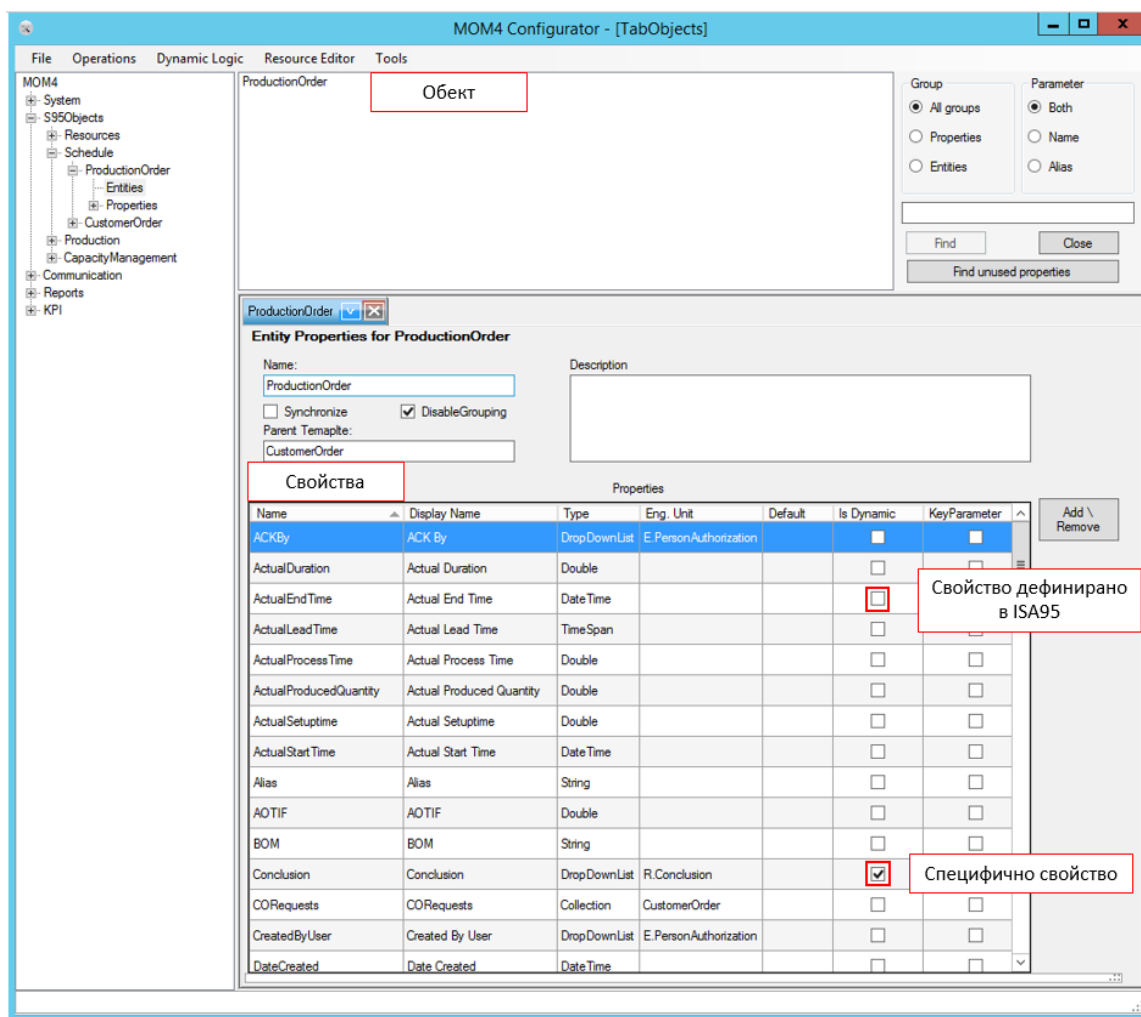 MOM4 Configurator - [TabObjects]
File Operations Dynamic Logic Resource Editor Tools
MOM4
System
S95Objects
Resources
Schedule
ProductionOrder
Entities
Properties
CustomerOrder
Production
CapacityManagement
Communication
Reports
KPI
ProductionOrder
Обект
Group
All groups
Properties
Entities
Parameter
Both
Name
Alias
Find
Close
Find unused properties
ProductionOrder
Entity Properties for ProductionOrder
Name:
ProductionOrder
Synchronize
DisableGrouping
Parent Temaplte:
CustomerOrder
Description
Свойства
Properties
Name Display Name Type Eng. Unit Default Is Dynamic KeyParameter
ACKBy ACK By DropDownList E.PersonAuthorization
ActualDuration Actual Duration Double
ActualEndTime Actual End Time DateTime
ActualLeadTime Actual Lead Time TimeSpan
ActualProcessTime Actual Process Time Double
ActualProducedQuantity Actual Produced Quantity Double
ActualSetuptime Actual Setuptime Double
ActualStartTime Actual Start Time DateTime
Alias Alias String
AOTIF AOTIF Double
BOM BOM String
Conclusion Conclusion DropDownList R.Conclusion
CORequests CORequests Collection CustomerOrder
CreatedByUser Created By User DropDownList E.PersonAuthorization
DateCreated Date Created DateTime
Add \
Remove
Свойство дефинирано
в ISA95
Специфично свойство